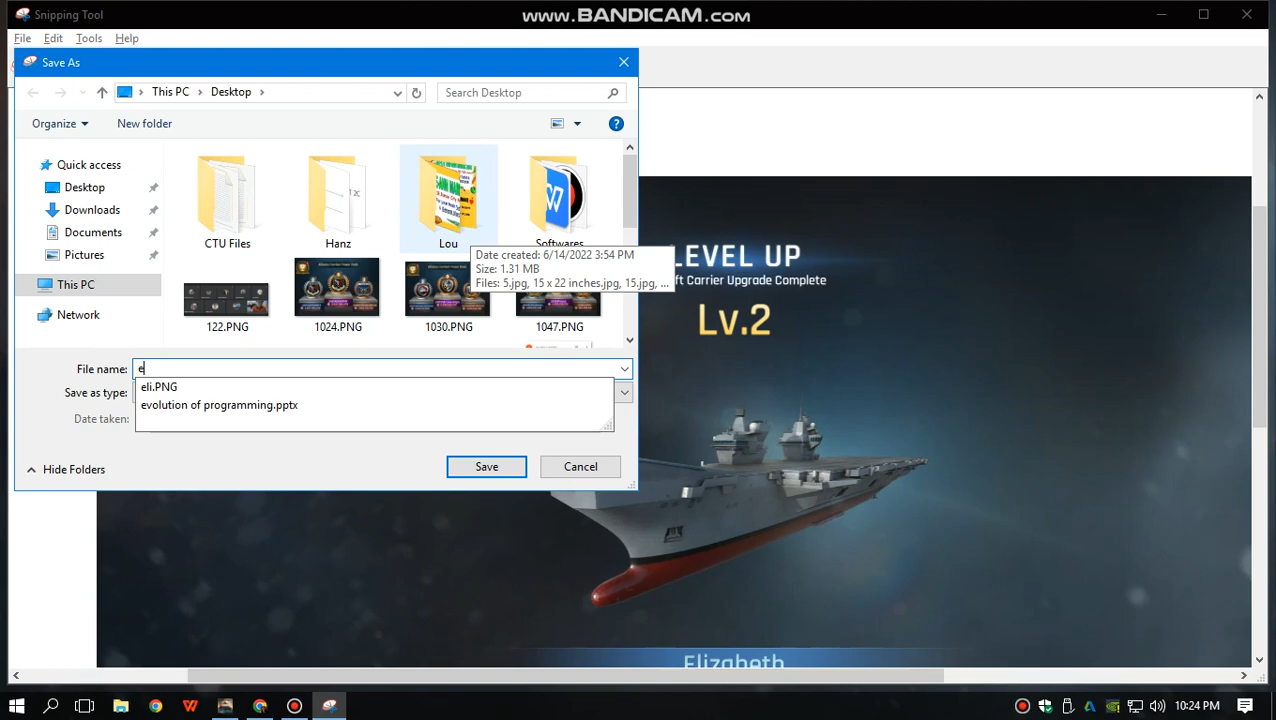 Snipping Tool
www.BANDICAM.com
File Edit Tools Help
Save As
This PC Desktop
Search Desktop
Organize New folder
Quick access
Desktop
Downloads
Documents
Pictures
This PC
Network
CTU Files Hanz Lou Softwares
Date created: 6/14/2022 3:54 PM
Size: 1.31 MB
Files: 5.jpg, 15 x 22 inches.jpg, 15.jpg, ...
122.PNG 1024.PNG 1030.PNG 1047.PNG
File name: e
eli.PNG
Save as type:
evolution of programming.pptx
Date taken:
Hide Folders
Save Cancel
LEVEL UP
ft Carrier Upgrade Complete
Lv.2
Elizabeth
10:24 PM